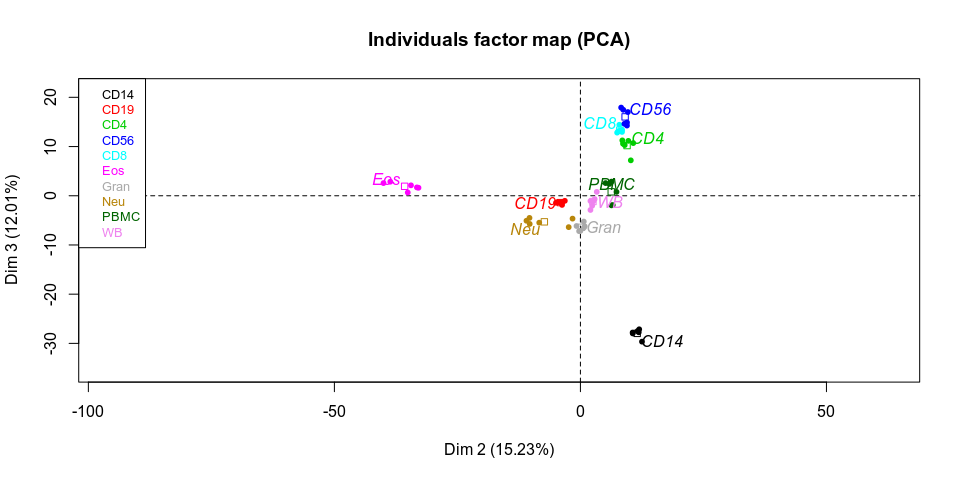 Individuals factor map (PCA)
CD14
CD19
CD4
CD56
CD8
Eos
Gran
Neu
PBMC
WB
20
10
0
-10
-20
-30
Dim 3 (12.01%)
CD56
CD8
CD4
Eos
PBMC
CD19
WB
Neu
Gran
CD14
-100
-50
0
50
Dim 2 (15.23%)